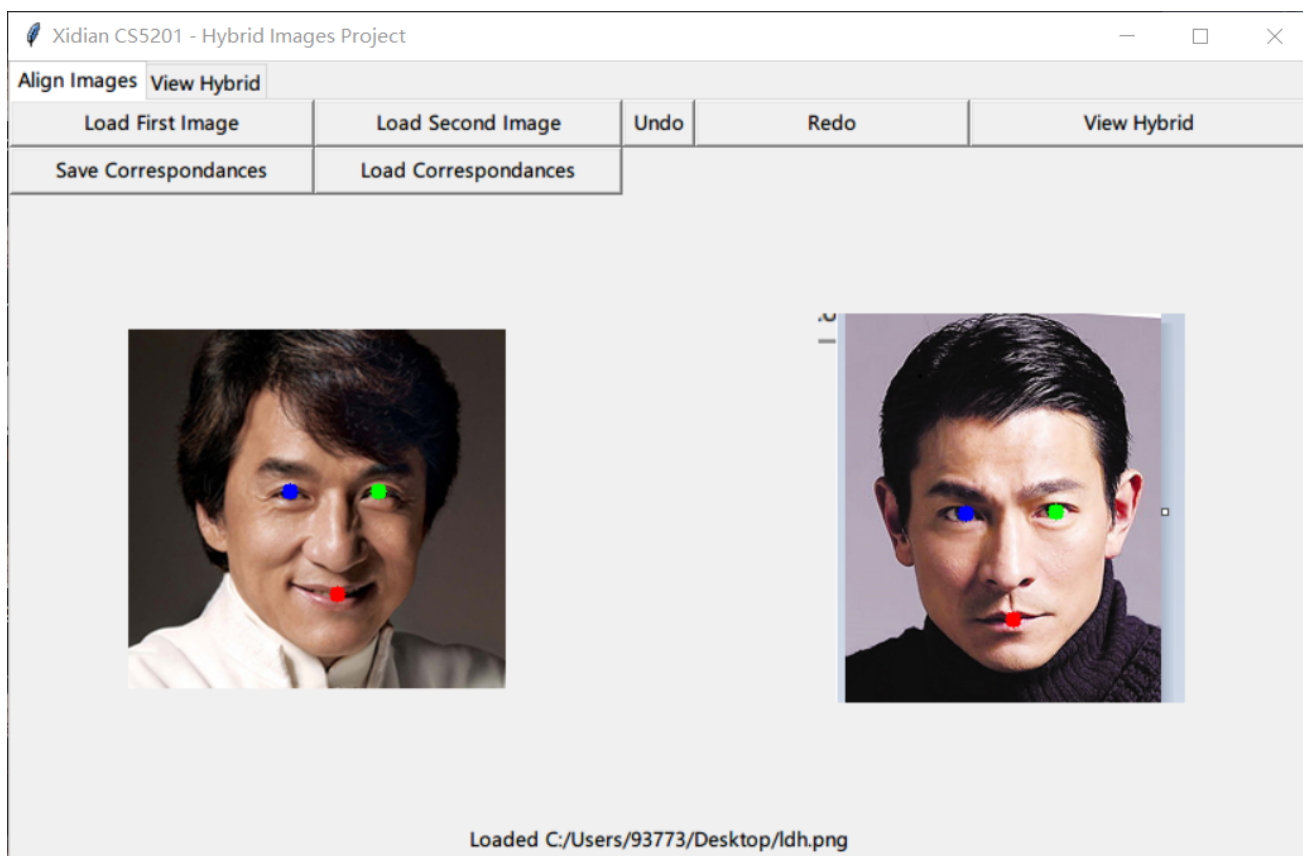 Xidian CS5201 - Hybrid Images Project
Align Images View Hybrid
Load First Image Load Second Image Undo Redo View Hybrid
Save Correspondances Load Correspondances
Loaded C:/Users/93773/Desktop/ldh.png